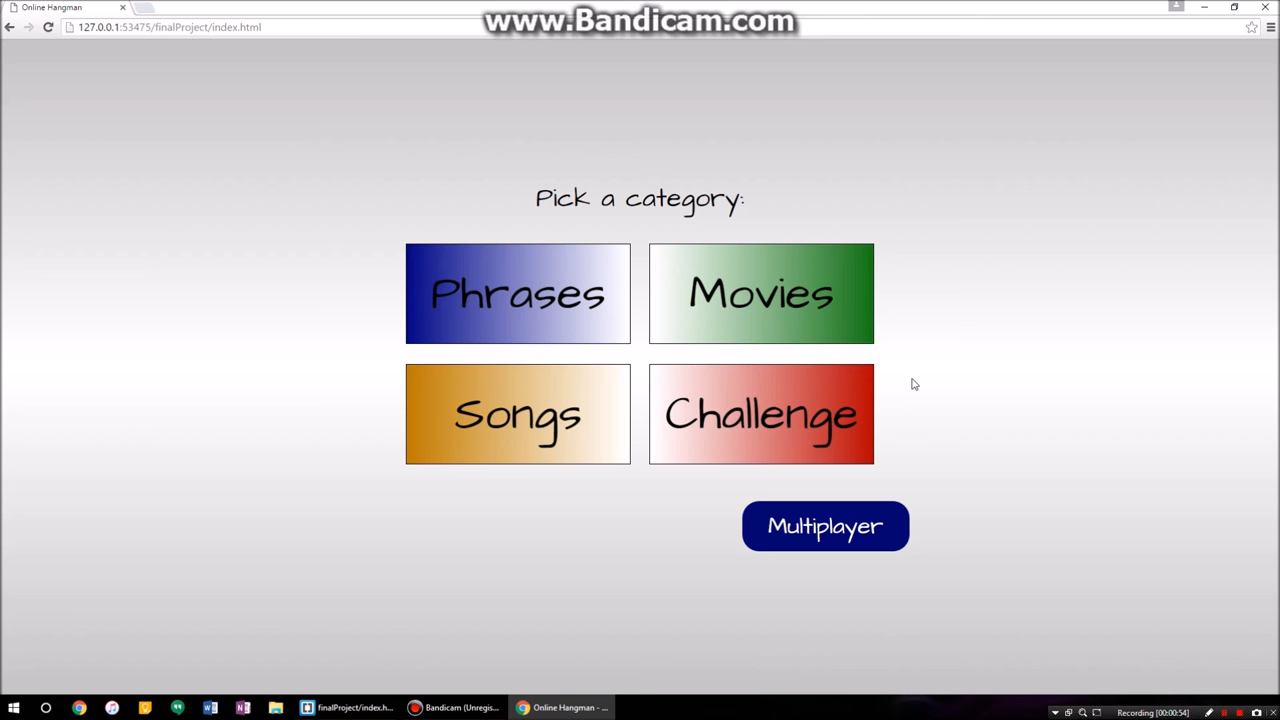 Online Hangman
www.Bandicam.com
127.0.0.1:53475/finalProject/index.html
Pick a category:
Phrases
Movies
Songs
Challenge
Multiplayer
finalProject/index.h...
Bandicam (Unregis...
Online Hangman - ...
Recording [00:00:54]